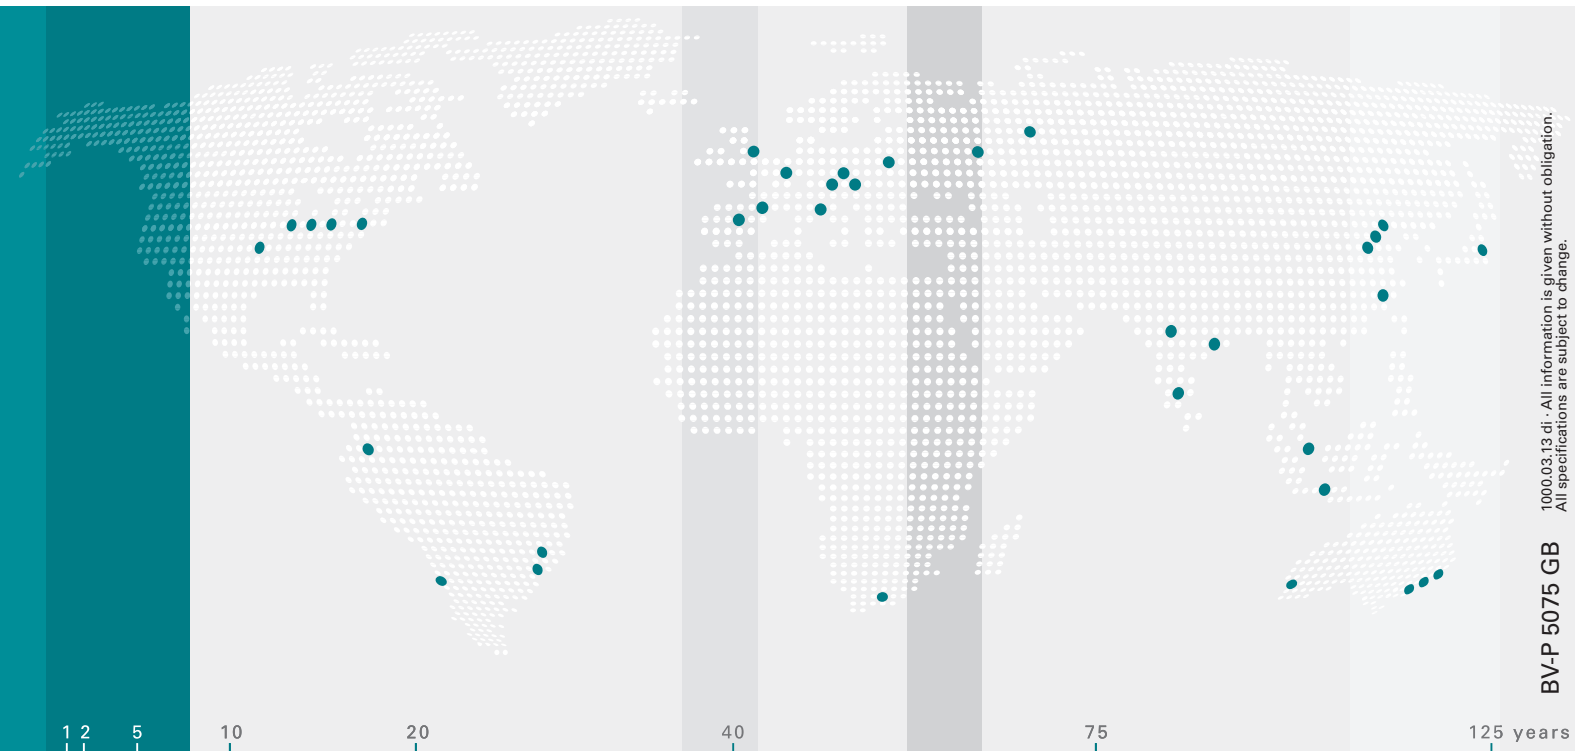 1000.03.13 di · All information is given without obligation.
All specifications are subject to change.
BV-P 5075 GB
1 2 5 10 20 40 75 125 years